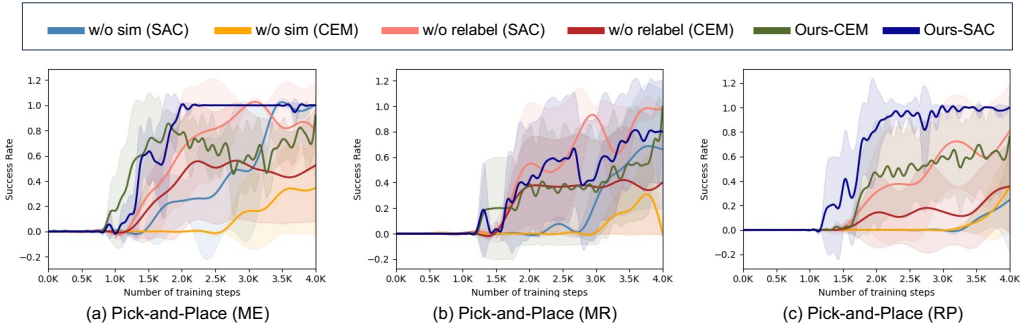 w/o sim (SAC) w/o sim (CEM) w/o relabel (SAC) w/o relabel (CEM) Ours-CEM Ours-SAC
Success Rate
1.2
1.0
0.8
0.6
0.4
0.2
0.0
−0.2
0.0K 0.5K 1.0K 1.5K 2.0K 2.5K 3.0K 3.5K 4.0K
Number of training steps
(a) Pick-and-Place (ME)
Success Rate
1.2
1.0
0.8
0.6
0.4
0.2
0.0
−0.2
0.0K 0.5K 1.0K 1.5K 2.0K 2.5K 3.0K 3.5K 4.0K
Number of training steps
(b) Pick-and-Place (MR)
Success Rate
1.2
1.0
0.8
0.6
0.4
0.2
0.0
−0.2
0.0K 0.5K 1.0K 1.5K 2.0K 2.5K 3.0K 3.5K 4.0K
Number of training steps
(c) Pick-and-Place (RP)